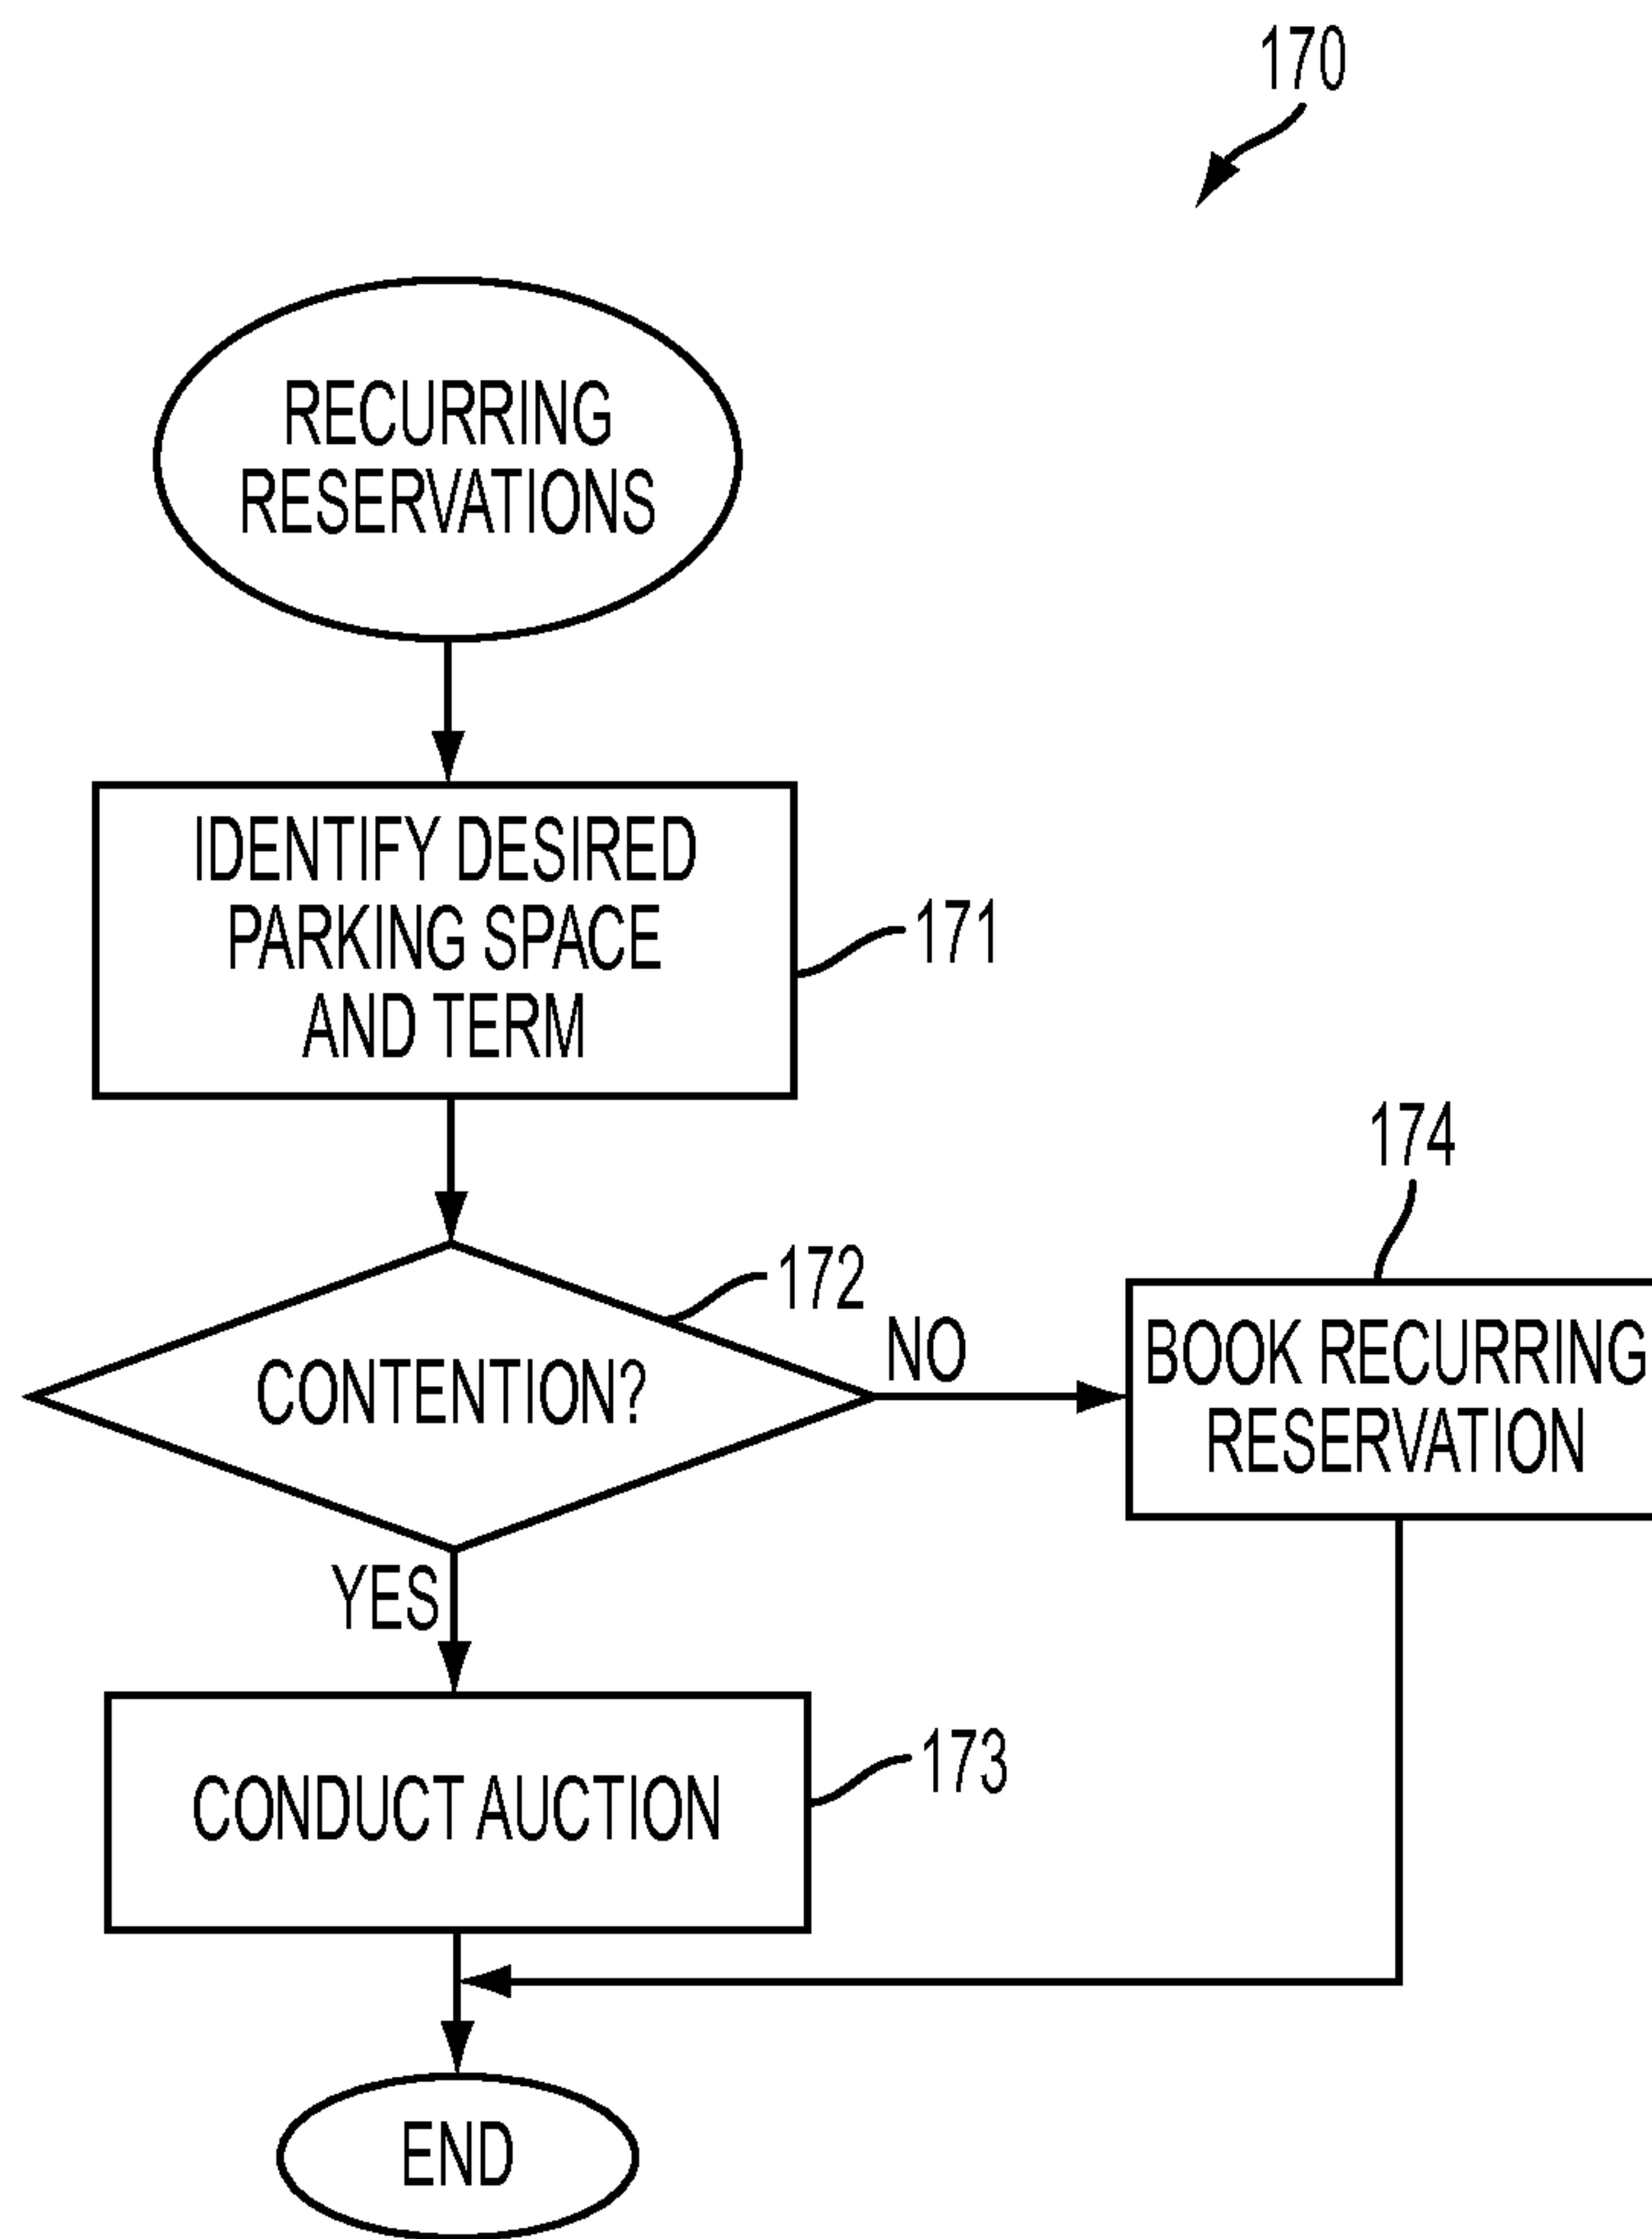 170
RECURRING
RESERVATIONS
IDENTIFY DESIRED
PARKING SPACE
AND TERM
171
172
CONTENTION?
NO
174
BOOK RECURRING
RESERVATION
YES
CONDUCT AUCTION
173
END